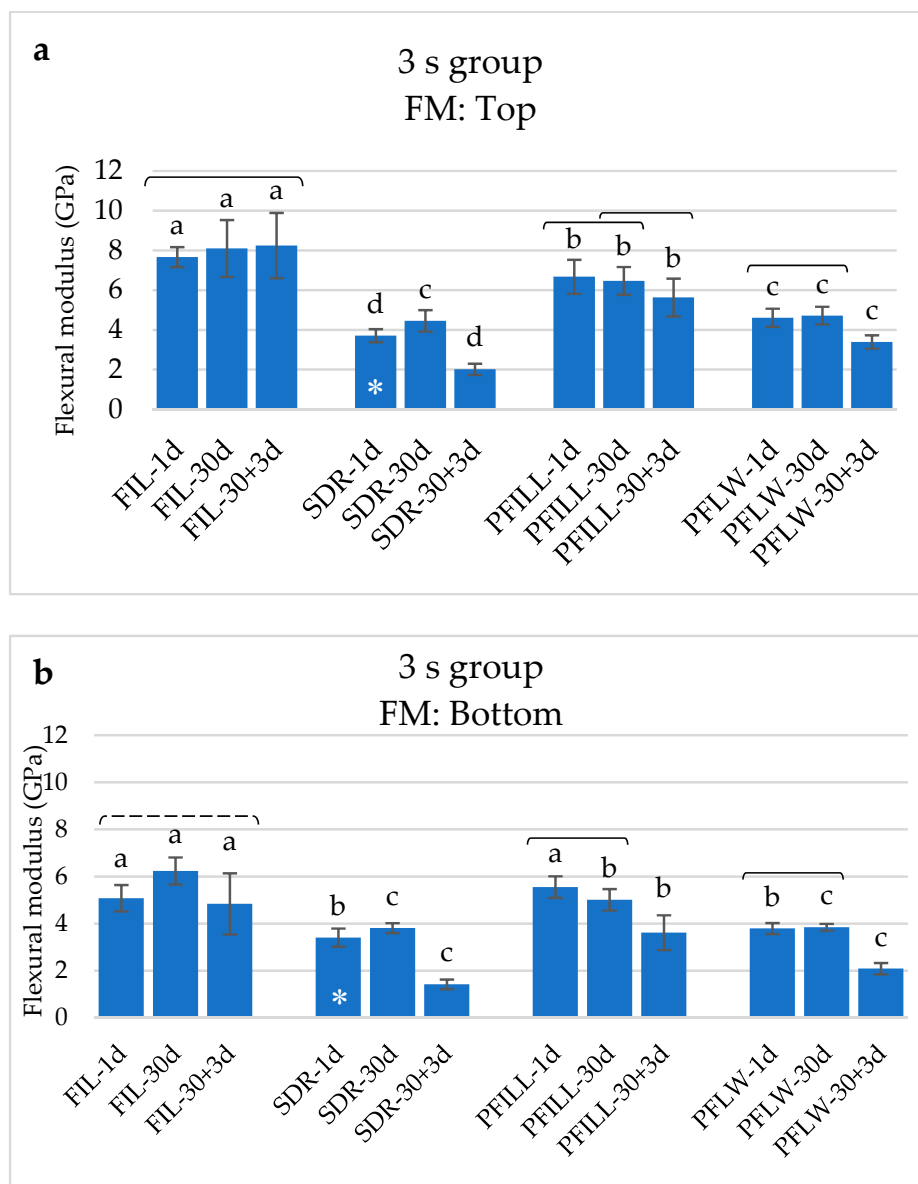 a
3 s group
FM: Top
Flexural modulus (GPa)
12
10
8
6
4
2
0
a a a
d c d
b b b
c c c
*
FIL-1d
FIL-30d
FIL-30+3d
SDR-1d
SDR-30d
SDR-30+3d
PFILL-1d
PFILL-30d
PFILL-30+3d
PFLW-1d
PFLW-30d
PFLW-30+3d
b
3 s group
FM: Bottom
Flexural modulus (GPa)
12
10
8
6
4
2
0
a a a
b c c
a b b
b c c
*
FIL-1d
FIL-30d
FIL-30+3d
SDR-1d
SDR-30d
SDR-30+3d
PFILL-1d
PFILL-30d
PFILL-30+3d
PFLW-1d
PFLW-30d
PFLW-30+3d